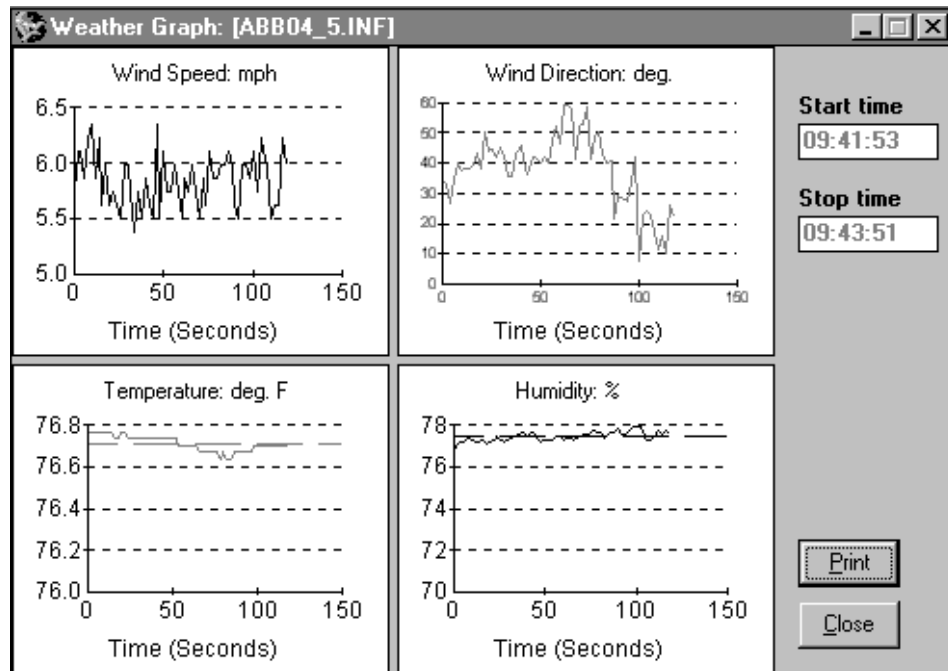 Weather Graph: [ABB04_5.INF]
Wind Speed: mph
6.5
6.0
5.5
5.0
0 50 100 150
Time (Seconds)
Wind Direction: deg.
60
50
40
30
20
10
0
0 50 100 150
Time (Seconds)
Start time
09:41:53
Stop time
09:43:51
Temperature: deg. F
76.8
76.6
76.4
76.2
76.0
0 50 100 150
Time (Seconds)
Humidity: %
78
76
74
72
70
0 50 100 150
Time (Seconds)
Print
Close